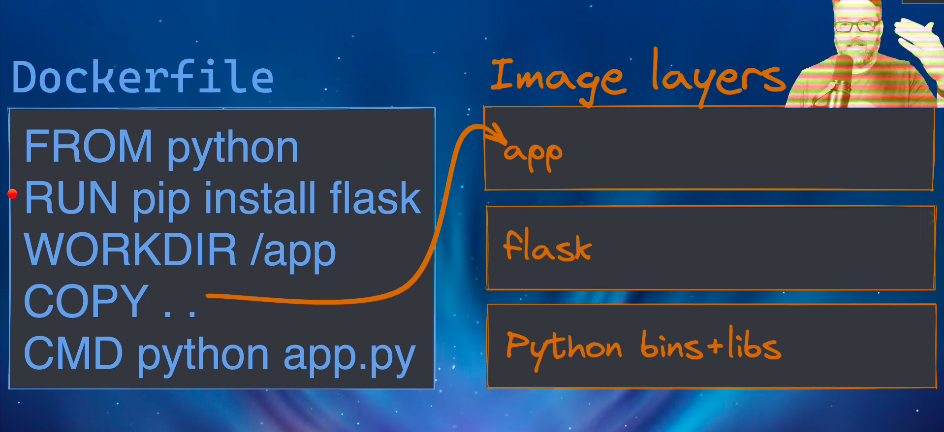 Dockerfile
FROM python
RUN pip install flask
WORKDIR /app
COPY . .
CMD python app.py
Image layers
app
flask
Python bins+libs